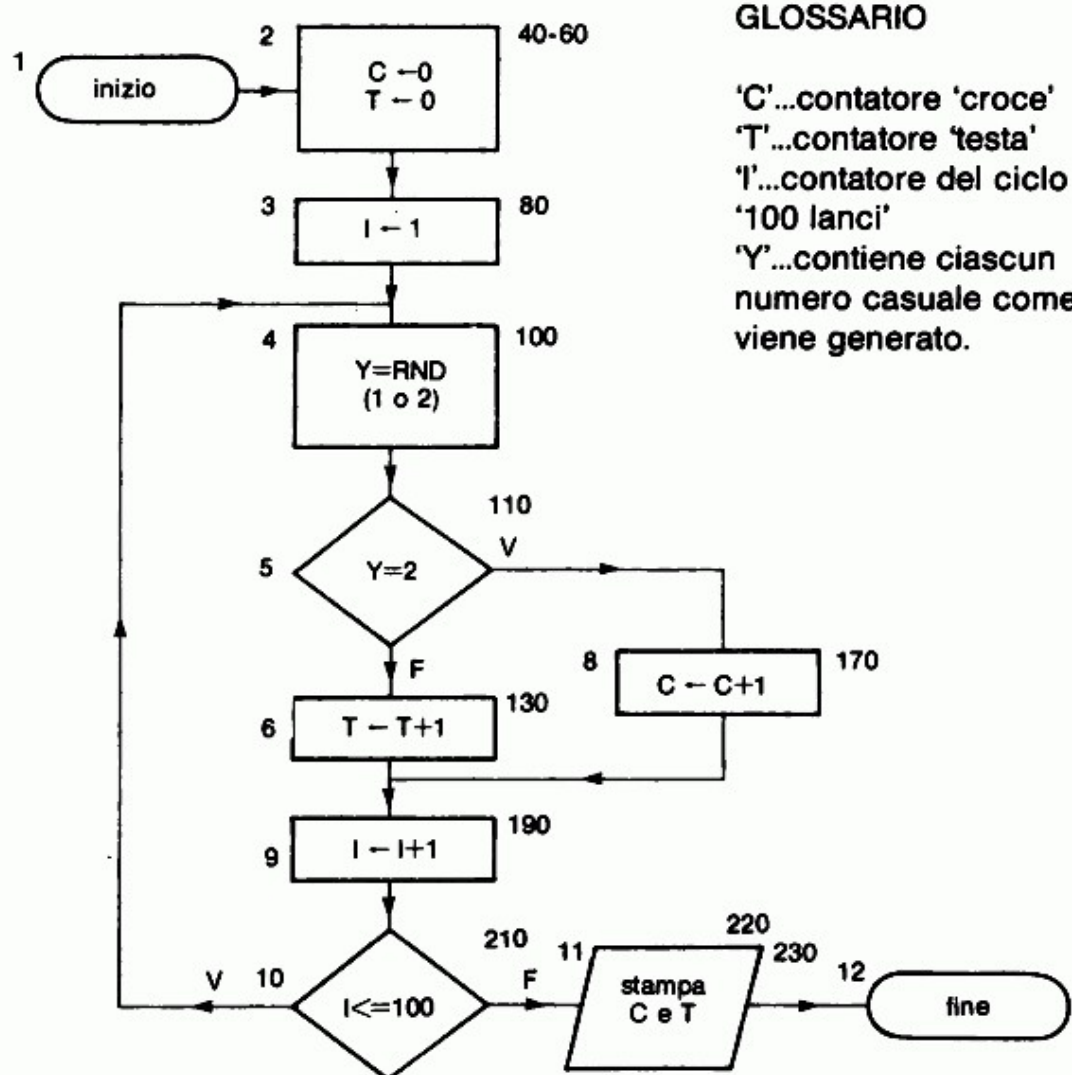 1
inizio
2
40-60
C ←0
T ←0
3
80
I ← 1
4
100
Y=RND
(1 o 2)
110
5
Y=2
V
F
8
170
C ← C+1
6
130
T ← T+1
9
190
I ← I+1
V
10
210
I<=100
F
11
220
230
stampa
C e T
12
fine
GLOSSARIO
‘C’...contatore ‘croce’
‘T’...contatore ‘testa’
‘I’...contatore del ciclo
‘100 lanci’
‘Y’...contiene ciascun
numero casuale come
viene generato.